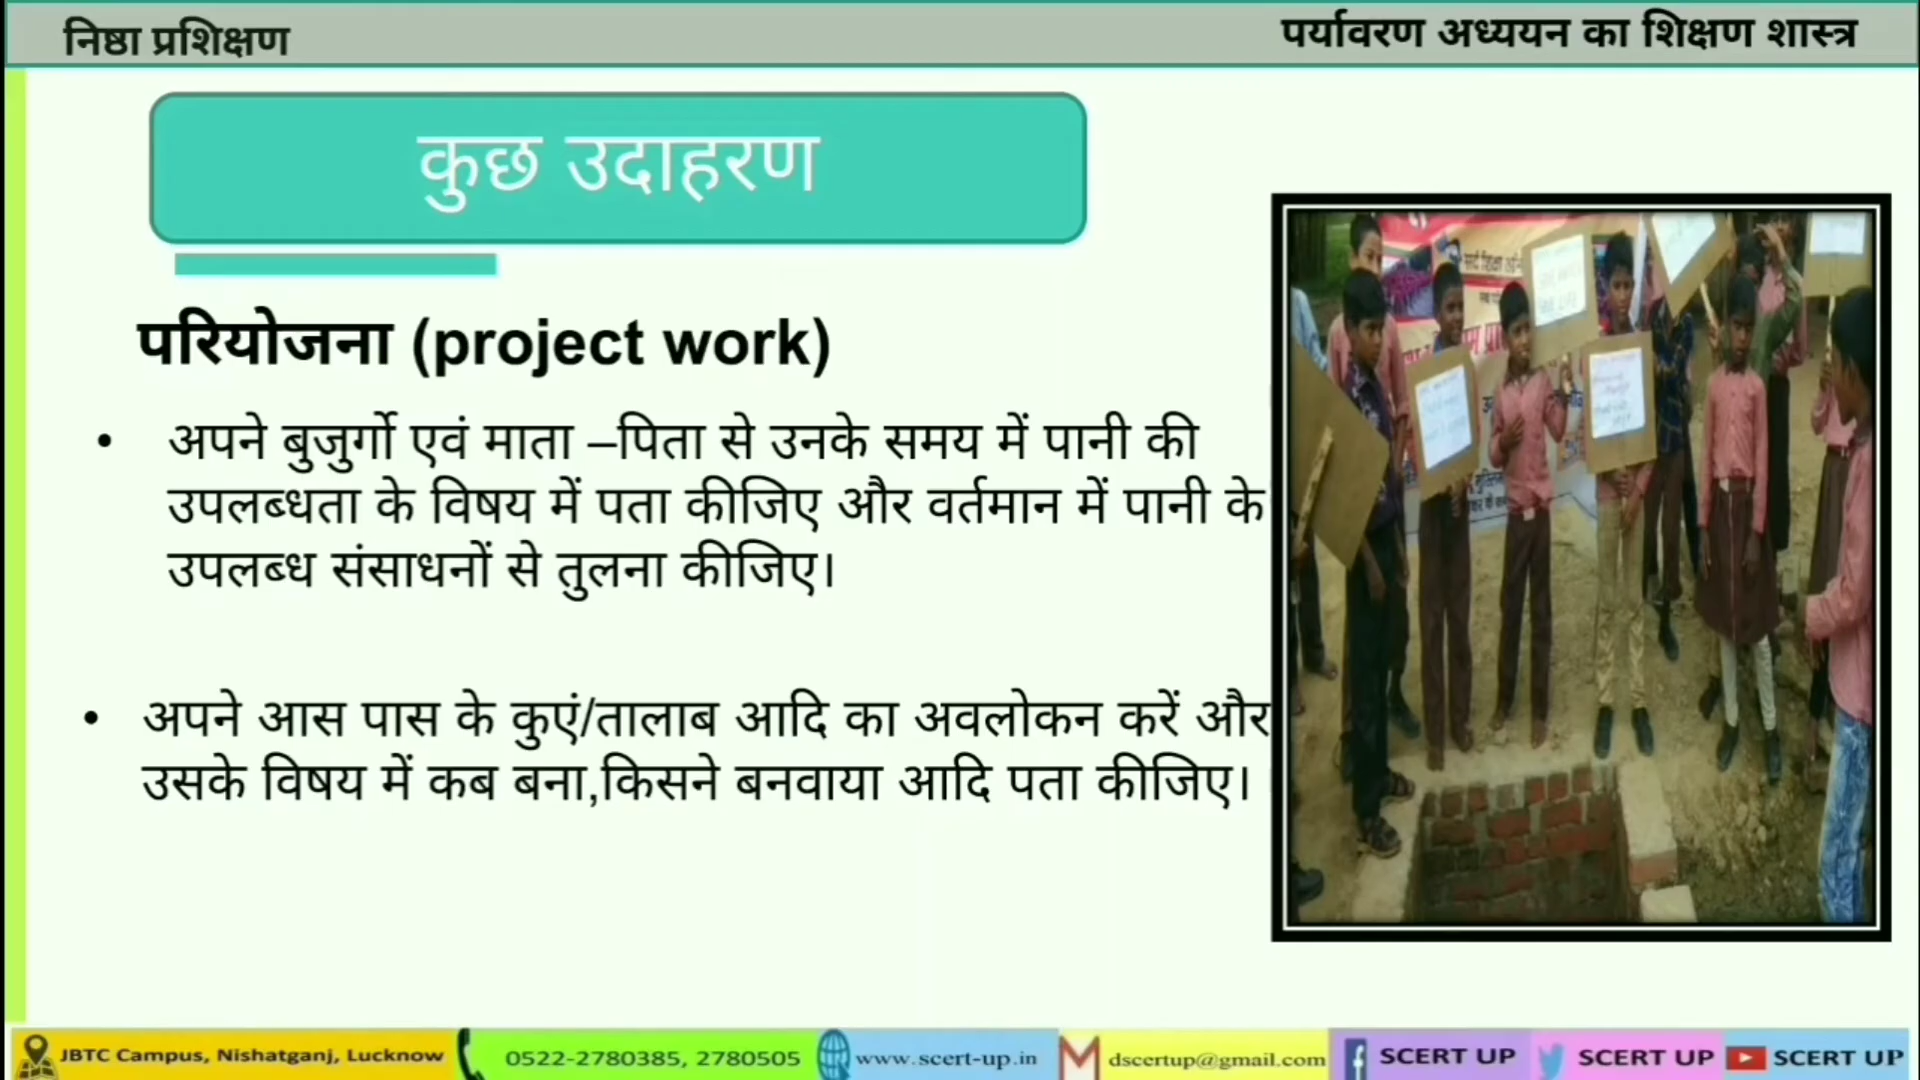 निष्ठा प्रशिक्षण
पर्यावरण अध्ययन का शिक्षण शास्त्र
कुछ उदाहरण
परियोजना (project work)
• अपने बुजुर्गो एवं माता –पिता से उनके समय में पानी की
उपलब्धता के विषय में पता कीजिए और वर्तमान में पानी के
उपलब्ध संसाधनों से तुलना कीजिए।
• अपने आस पास के कुएं/तालाब आदि का अवलोकन करें और
उसके विषय में कब बना,किसने बनवाया आदि पता कीजिए।
JBTC Campus, Nishatganj, Lucknow
0522-2780385, 2780505
www.scert-up.in
dscertup@gmail.com
SCERT UP
SCERT UP
SCERT UP